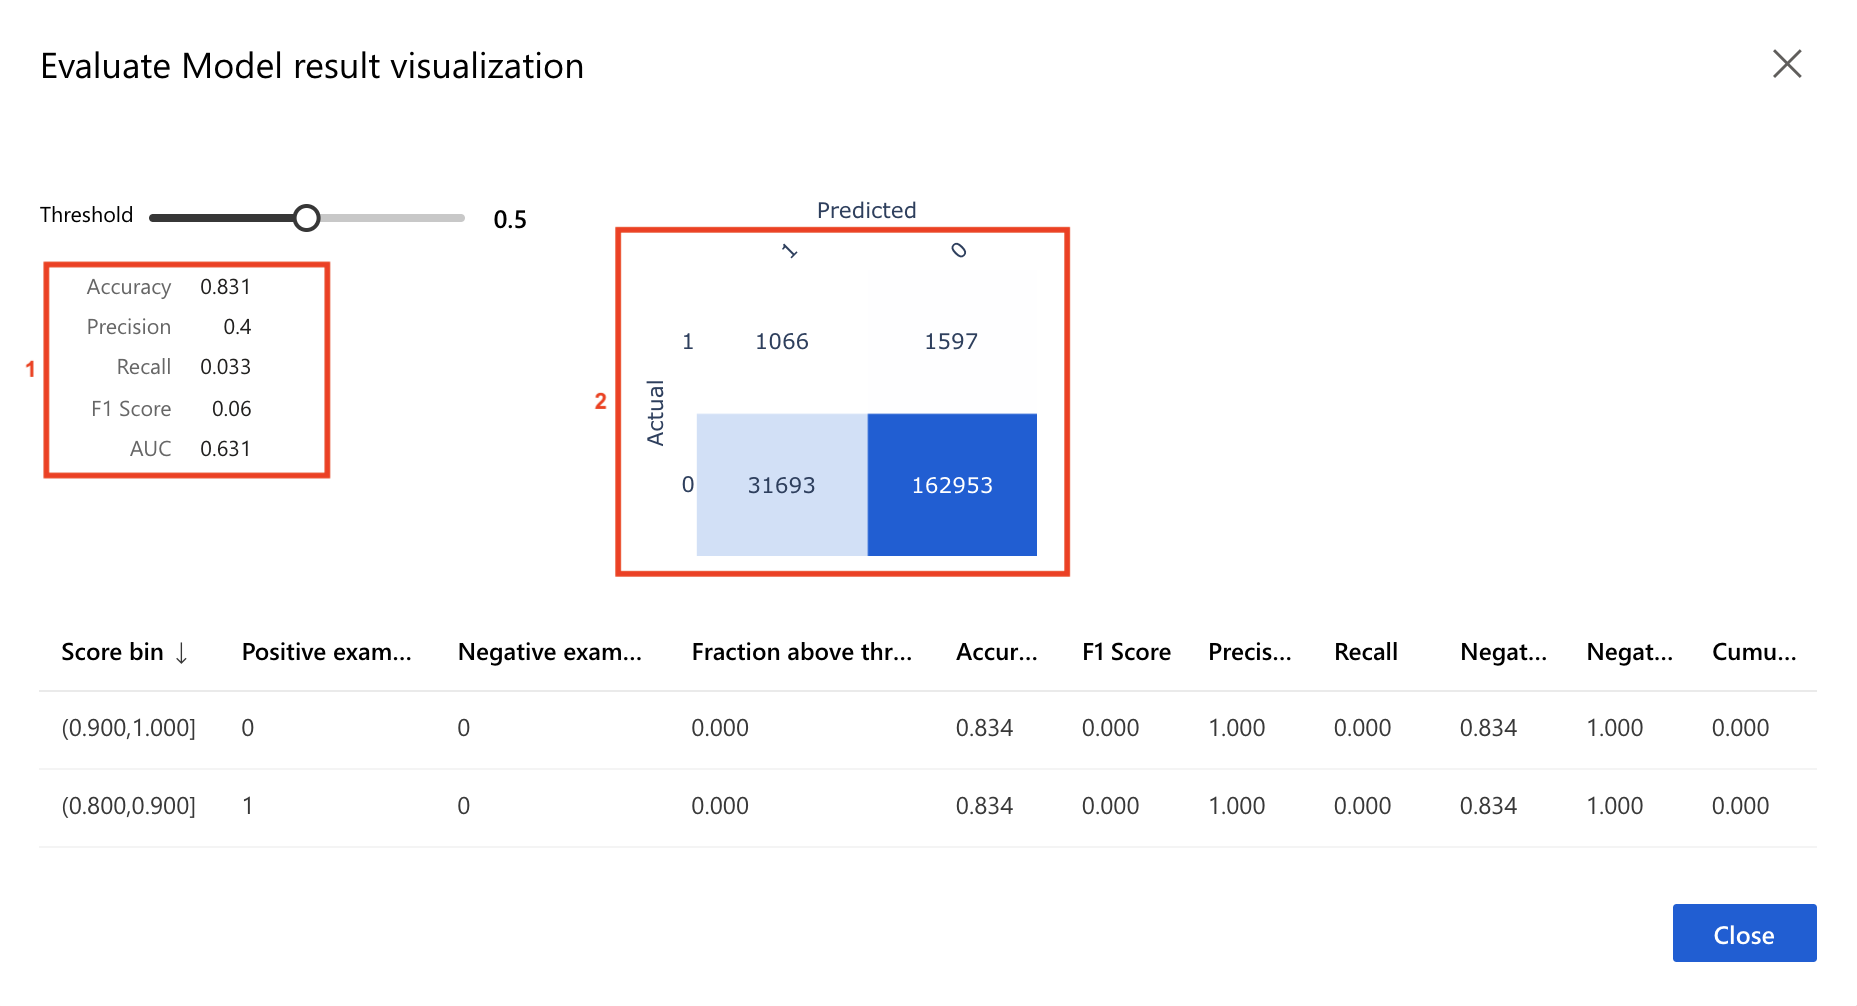 Evaluate Model result visualization
Threshold 0.5
1
Accuracy 0.831
Precision 0.4
Recall 0.033
F1 Score 0.06
AUC 0.631
2
Predicted
1 0
Actual
1 1066 1597
0 31693 162953
Score bin ↓ Positive exam... Negative exam... Fraction above thr... Accur... F1 Score Precis... Recall Negat... Negat... Cumu...
(0.900,1.000] 0 0 0.000 0.834 0.000 1.000 0.000 0.834 1.000 0.000
(0.800,0.900] 1 0 0.000 0.834 0.000 1.000 0.000 0.834 1.000 0.000
Close